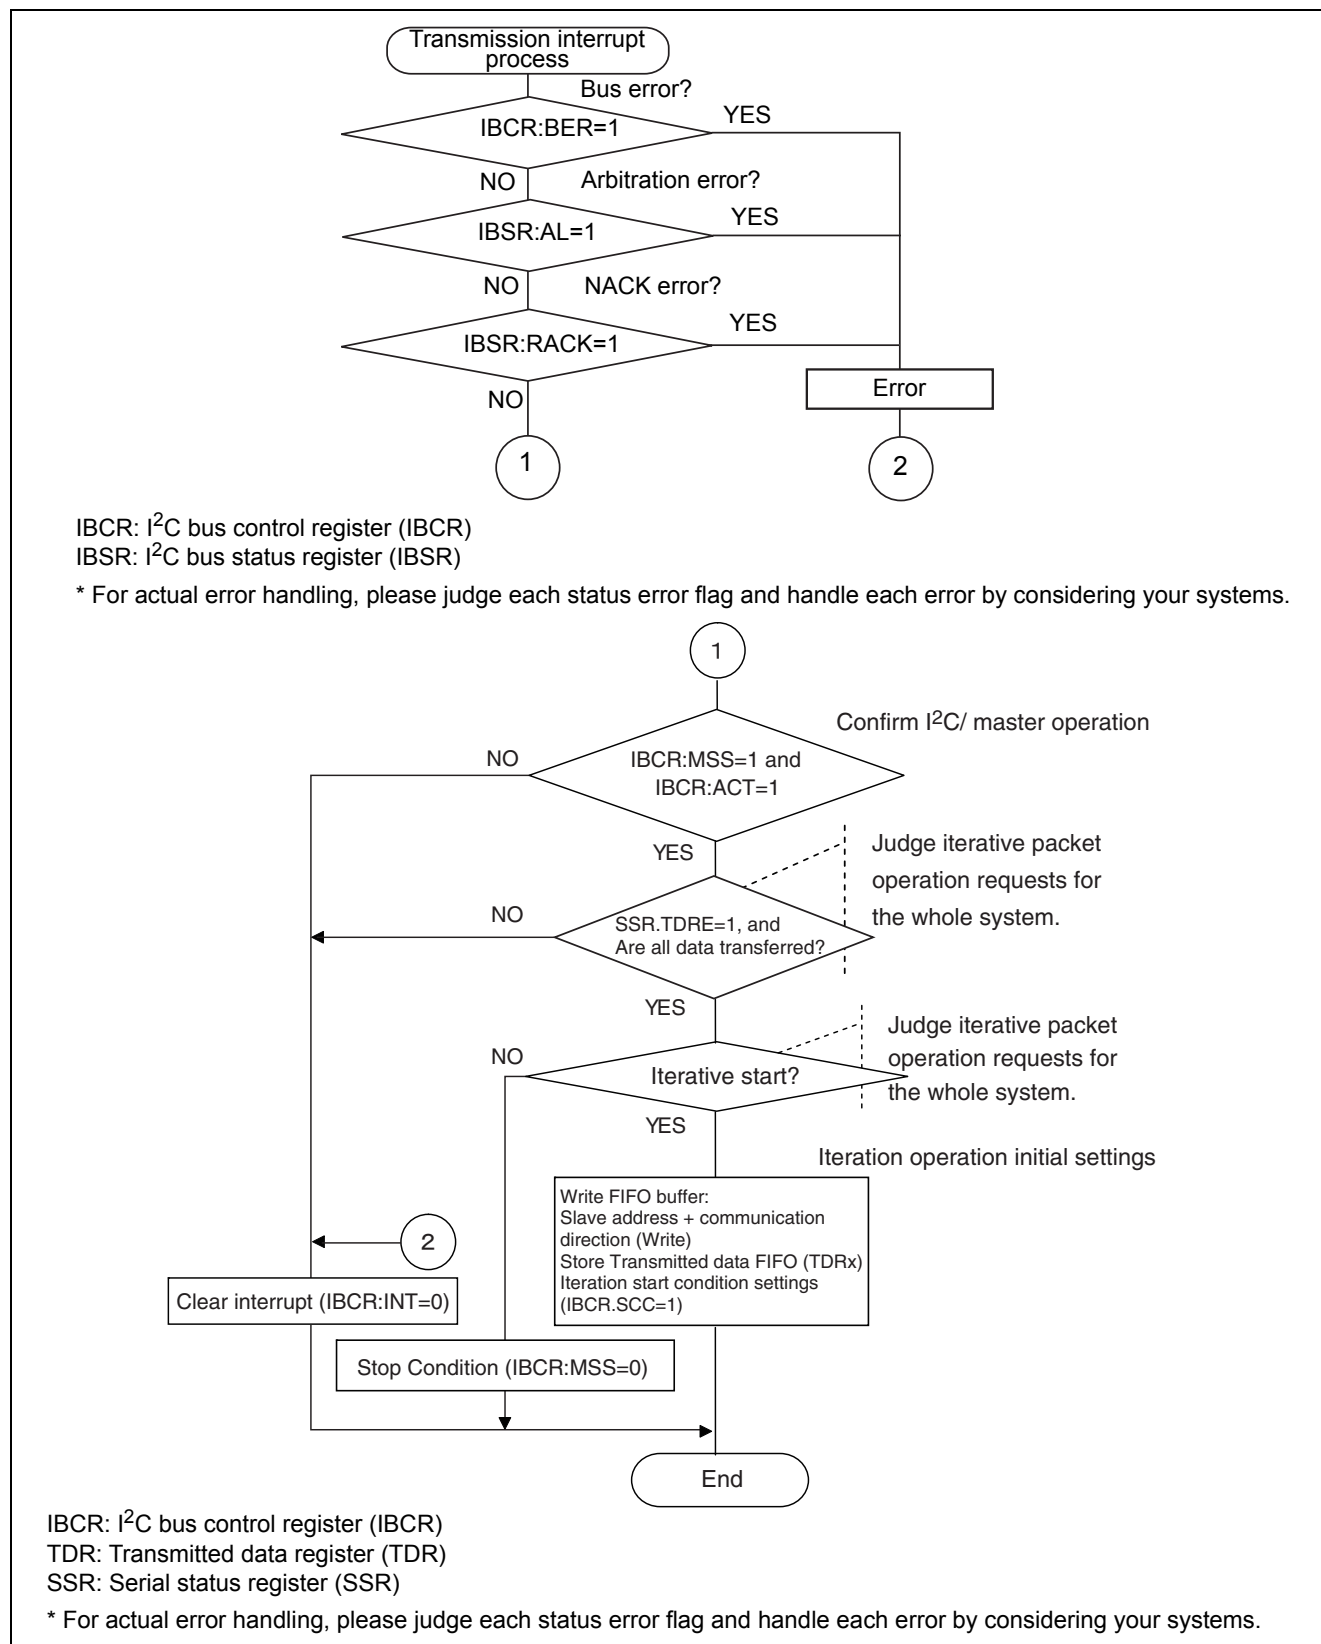 Transmission interrupt
process
Bus error?
IBCR:BER=1
YES
NO
Arbitration error?
IBSR:AL=1
YES
NO
NACK error?
IBSR:RACK=1
YES
NO
Error
1
2
IBCR: I2C bus control register (IBCR)
IBSR: I2C bus status register (IBSR)
* For actual error handling, please judge each status error flag and handle each error by considering your systems.
1
Confirm I2C/ master operation
NO
IBCR:MSS=1 and
IBCR:ACT=1
YES
Judge iterative packet
operation requests for
the whole system.
NO
SSR.TDRE=1, and
Are all data transferred?
YES
Judge iterative packet
operation requests for
the whole system.
NO
Iterative start?
YES
Iteration operation initial settings
Write FIFO buffer:
Slave address + communication
direction (Write)
Store Transmitted data FIFO (TDRx)
Iteration start condition settings
(IBCR.SCC=1)
2
Clear interrupt (IBCR:INT=0)
Stop Condition (IBCR:MSS=0)
End
IBCR: I2C bus control register (IBCR)
TDR: Transmitted data register (TDR)
SSR: Serial status register (SSR)
* For actual error handling, please judge each status error flag and handle each error by considering your systems.